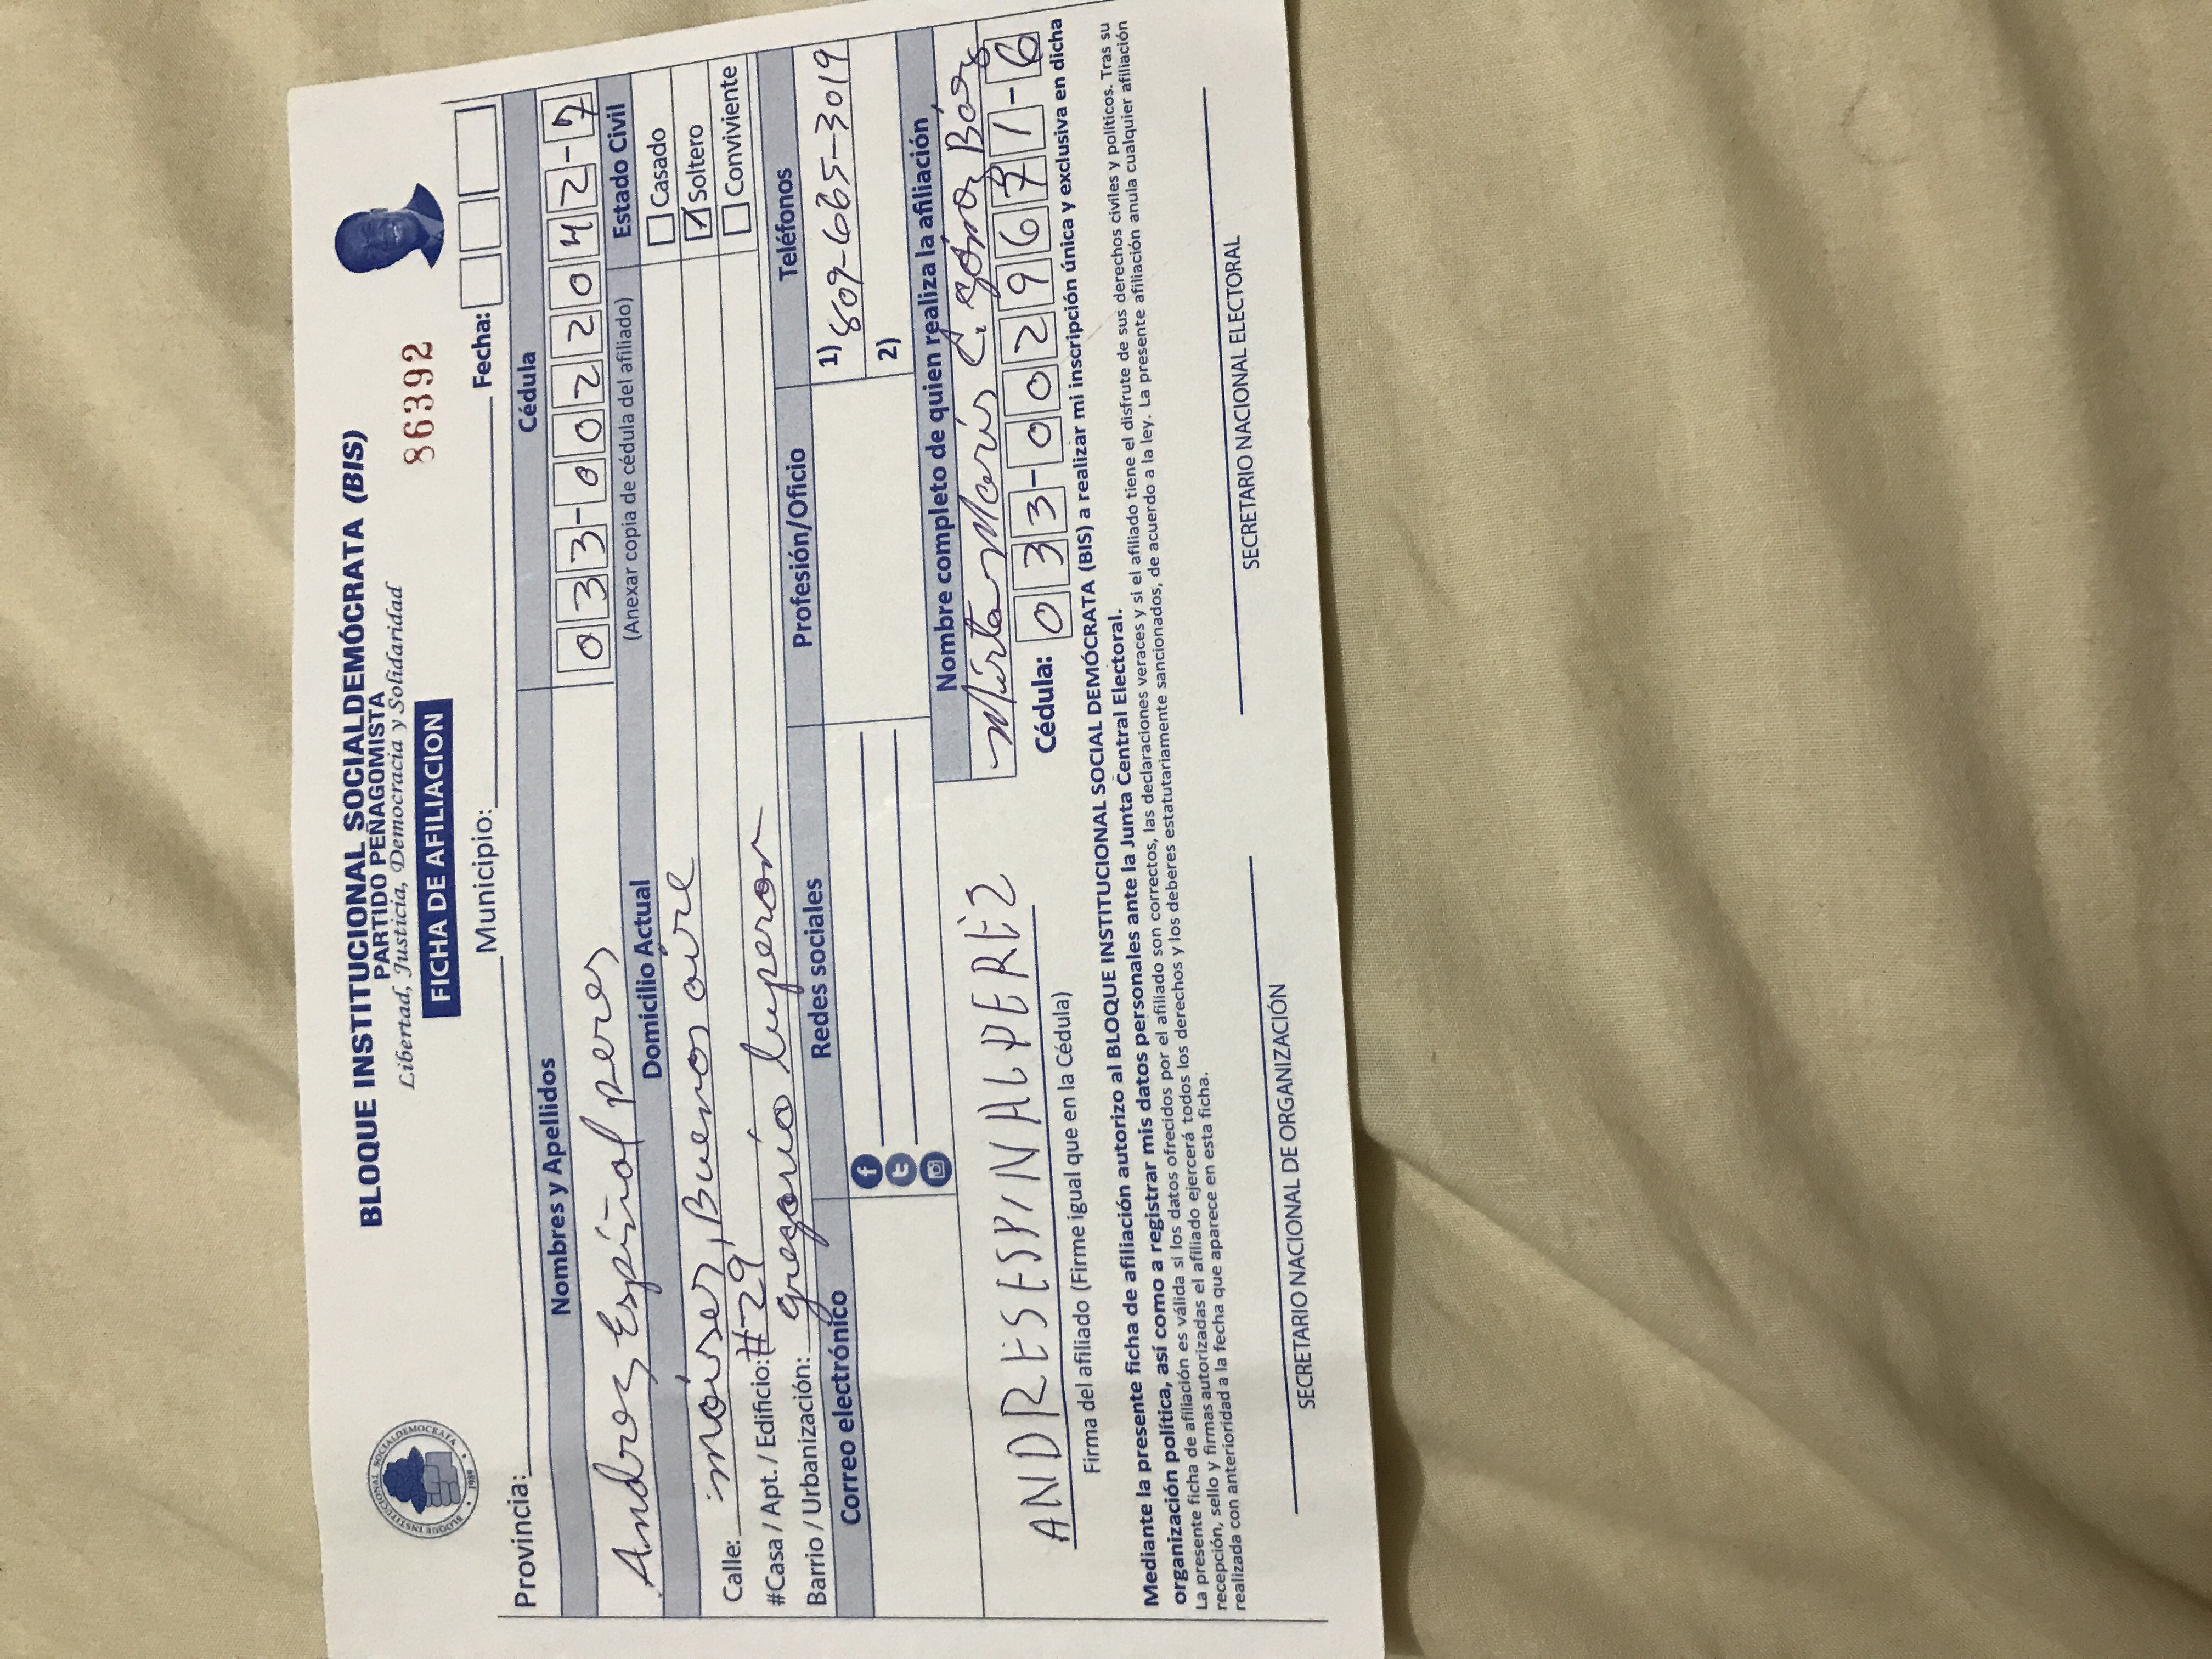 BLOQUE INSTITUCIONAL SOCIALDEMÓCRATA (BIS)
PARTIDO PEÑAGOMISTA
Libertad, Justicia, Democracia y Solidaridad
FICHA DE AFILIACION
86392
BLOQUE INSTITUCIONAL SOCIALDEMOCRATA • 1989 •
Provincia: Municipio: Fecha:
Nombres y Apellidos Cédula
Andres Espinal peres 033-0022042-7
Domicilio Actual (Anexar copia de cédula del afiliado) Estado Civil
Casado
Soltero
Conviviente
Calle: moises, Buenos aire
#Casa / Apt. / Edificio: #-29
Barrio / Urbanización: gregorio luperon
Correo electrónico Redes sociales Profesión/Oficio Teléfonos
1) 809-665-3019
2)
Nombre completo de quien realiza la afiliación
Mirta Maris C.
Cédula: 033-0029671-6
ANDRES ESPINAL PEREZ
Firma del afiliado (Firme igual que en la Cédula)
Mediante la presente ficha de afiliación autorizo al BLOQUE INSTITUCIONAL SOCIAL DEMÓCRATA (BIS) a realizar mi inscripción única y exclusiva en dicha
organización política, así como a registrar mis datos personales ante la Junta Central Electoral.
La presente ficha de afiliación es válida si los datos ofrecidos por el afiliado son correctos, las declaraciones veraces y si el afiliado tiene el disfrute de sus derechos civiles y políticos. Tras su
recepción, sello y firmas autorizadas el afiliado ejercerá todos los derechos y los deberes estatutariamente sancionados, de acuerdo a la ley. La presente afiliación anula cualquier afiliación
realizada con anterioridad a la fecha que aparece en esta ficha.
SECRETARIO NACIONAL DE ORGANIZACIÓN SECRETARIO NACIONAL ELECTORAL